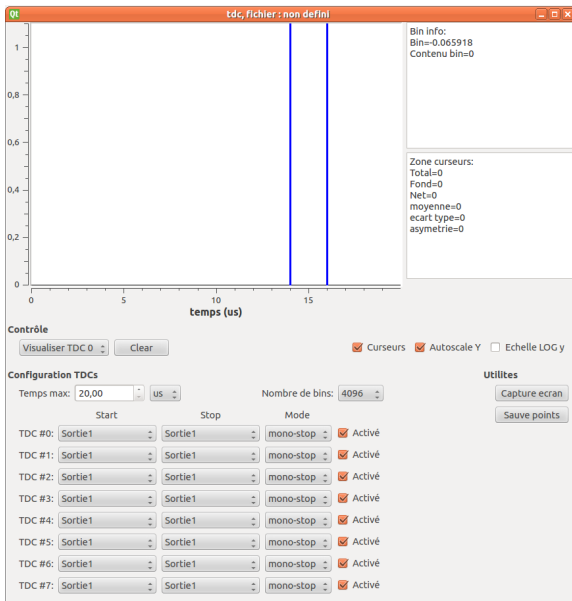 Qt tdc, fichier : non defini
Bin info:
Bin=-0.065918
Contenu bin=0
Zone curseurs:
Total=0
Fond=0
Net=0
moyenne=0
ecart type=0
asymetrie=0
1
0,8
0,6
0,4
0,2
0
0 5 10 15
temps (us)
Contrôle
Visualiser TDC 0 Clear Curseurs Autoscale Y Echelle LOG y
Configuration TDCs Utilites
Temps max: 20,00 us Nombre de bins: 4096 Capture ecran
Start Stop Mode Sauve points
TDC #0: Sortie1 Sortie1 mono-stop Activé
TDC #1: Sortie1 Sortie1 mono-stop Activé
TDC #2: Sortie1 Sortie1 mono-stop Activé
TDC #3: Sortie1 Sortie1 mono-stop Activé
TDC #4: Sortie1 Sortie1 mono-stop Activé
TDC #5: Sortie1 Sortie1 mono-stop Activé
TDC #6: Sortie1 Sortie1 mono-stop Activé
TDC #7: Sortie1 Sortie1 mono-stop Activé